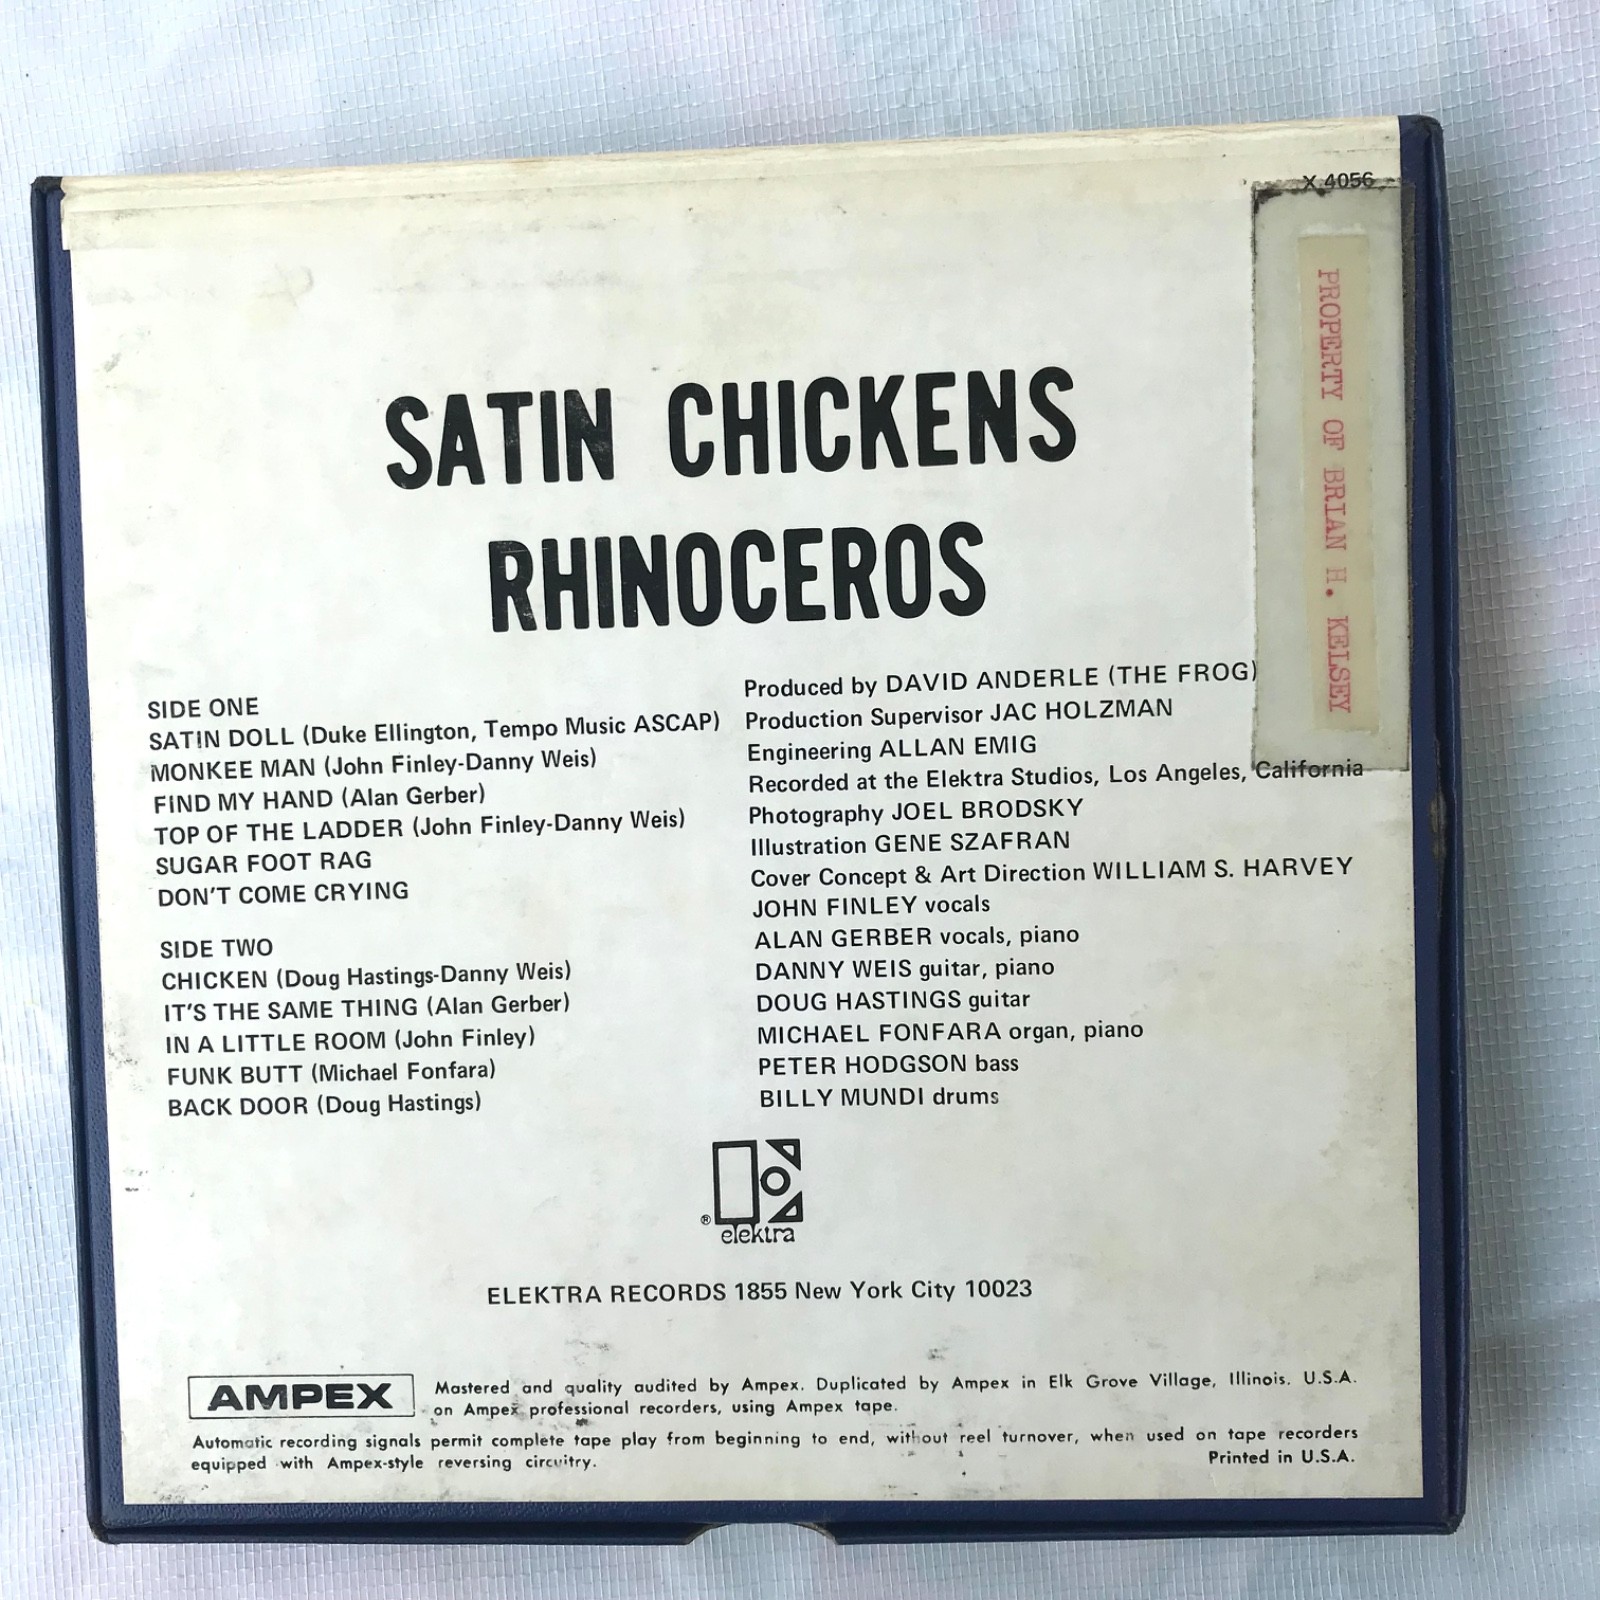 X 4056
PROPERTY OF BRIAN H. KELSEY
SATIN CHICKENS
RHINOCEROS
SIDE ONE
SATIN DOLL (Duke Ellington, Tempo Music ASCAP)
MONKEE MAN (John Finley-Danny Weis)
FIND MY HAND (Alan Gerber)
TOP OF THE LADDER (John Finley-Danny Weis)
SUGAR FOOT RAG
DON'T COME CRYING
SIDE TWO
CHICKEN (Doug Hastings-Danny Weis)
IT'S THE SAME THING (Alan Gerber)
IN A LITTLE ROOM (John Finley)
FUNK BUTT (Michael Fonfara)
BACK DOOR (Doug Hastings)
Produced by DAVID ANDERLE (THE FROG)
Production Supervisor JAC HOLZMAN
Engineering ALLAN EMIG
Recorded at the Elektra Studios, Los Angeles, California
Photography JOEL BRODSKY
Illustration GENE SZAFRAN
Cover Concept & Art Direction WILLIAM S. HARVEY
JOHN FINLEY vocals
ALAN GERBER vocals, piano
DANNY WEIS guitar, piano
DOUG HASTINGS guitar
MICHAEL FONFARA organ, piano
PETER HODGSON bass
BILLY MUNDI drums
® elektra
ELEKTRA RECORDS 1855 New York City 10023
AMPEX
Mastered and quality audited by Ampex. Duplicated by Ampex in Elk Grove Village, Illinois. U.S.A.
on Ampex professional recorders, using Ampex tape.
Automatic recording signals permit complete tape play from beginning to end, without reel turnover, when used on tape recorders
equipped with Ampex-style reversing circuitry.
Printed in U.S.A.